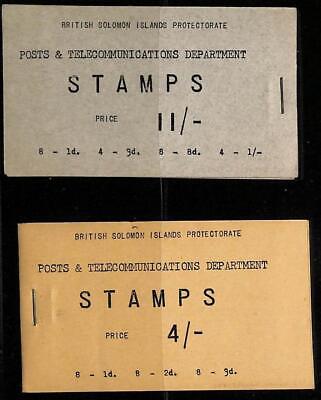 BRITISH SOLOMON ISLANDS PROTECTORATE
POSTS & TELECOMMUNICATIONS DEPARTMENT
STAMPS
PRICE 11/-
8 - 1d. 4 - 3d. 8 - 8d. 4 - 1/-
BRITISH SOLOMON ISLANDS PROTECTORATE
POSTS & TELECOMMUNICATIONS DEPARTMENT
STAMPS
PRICE 4/-
8 - 1d. 8 - 2d. 8 - 3d.